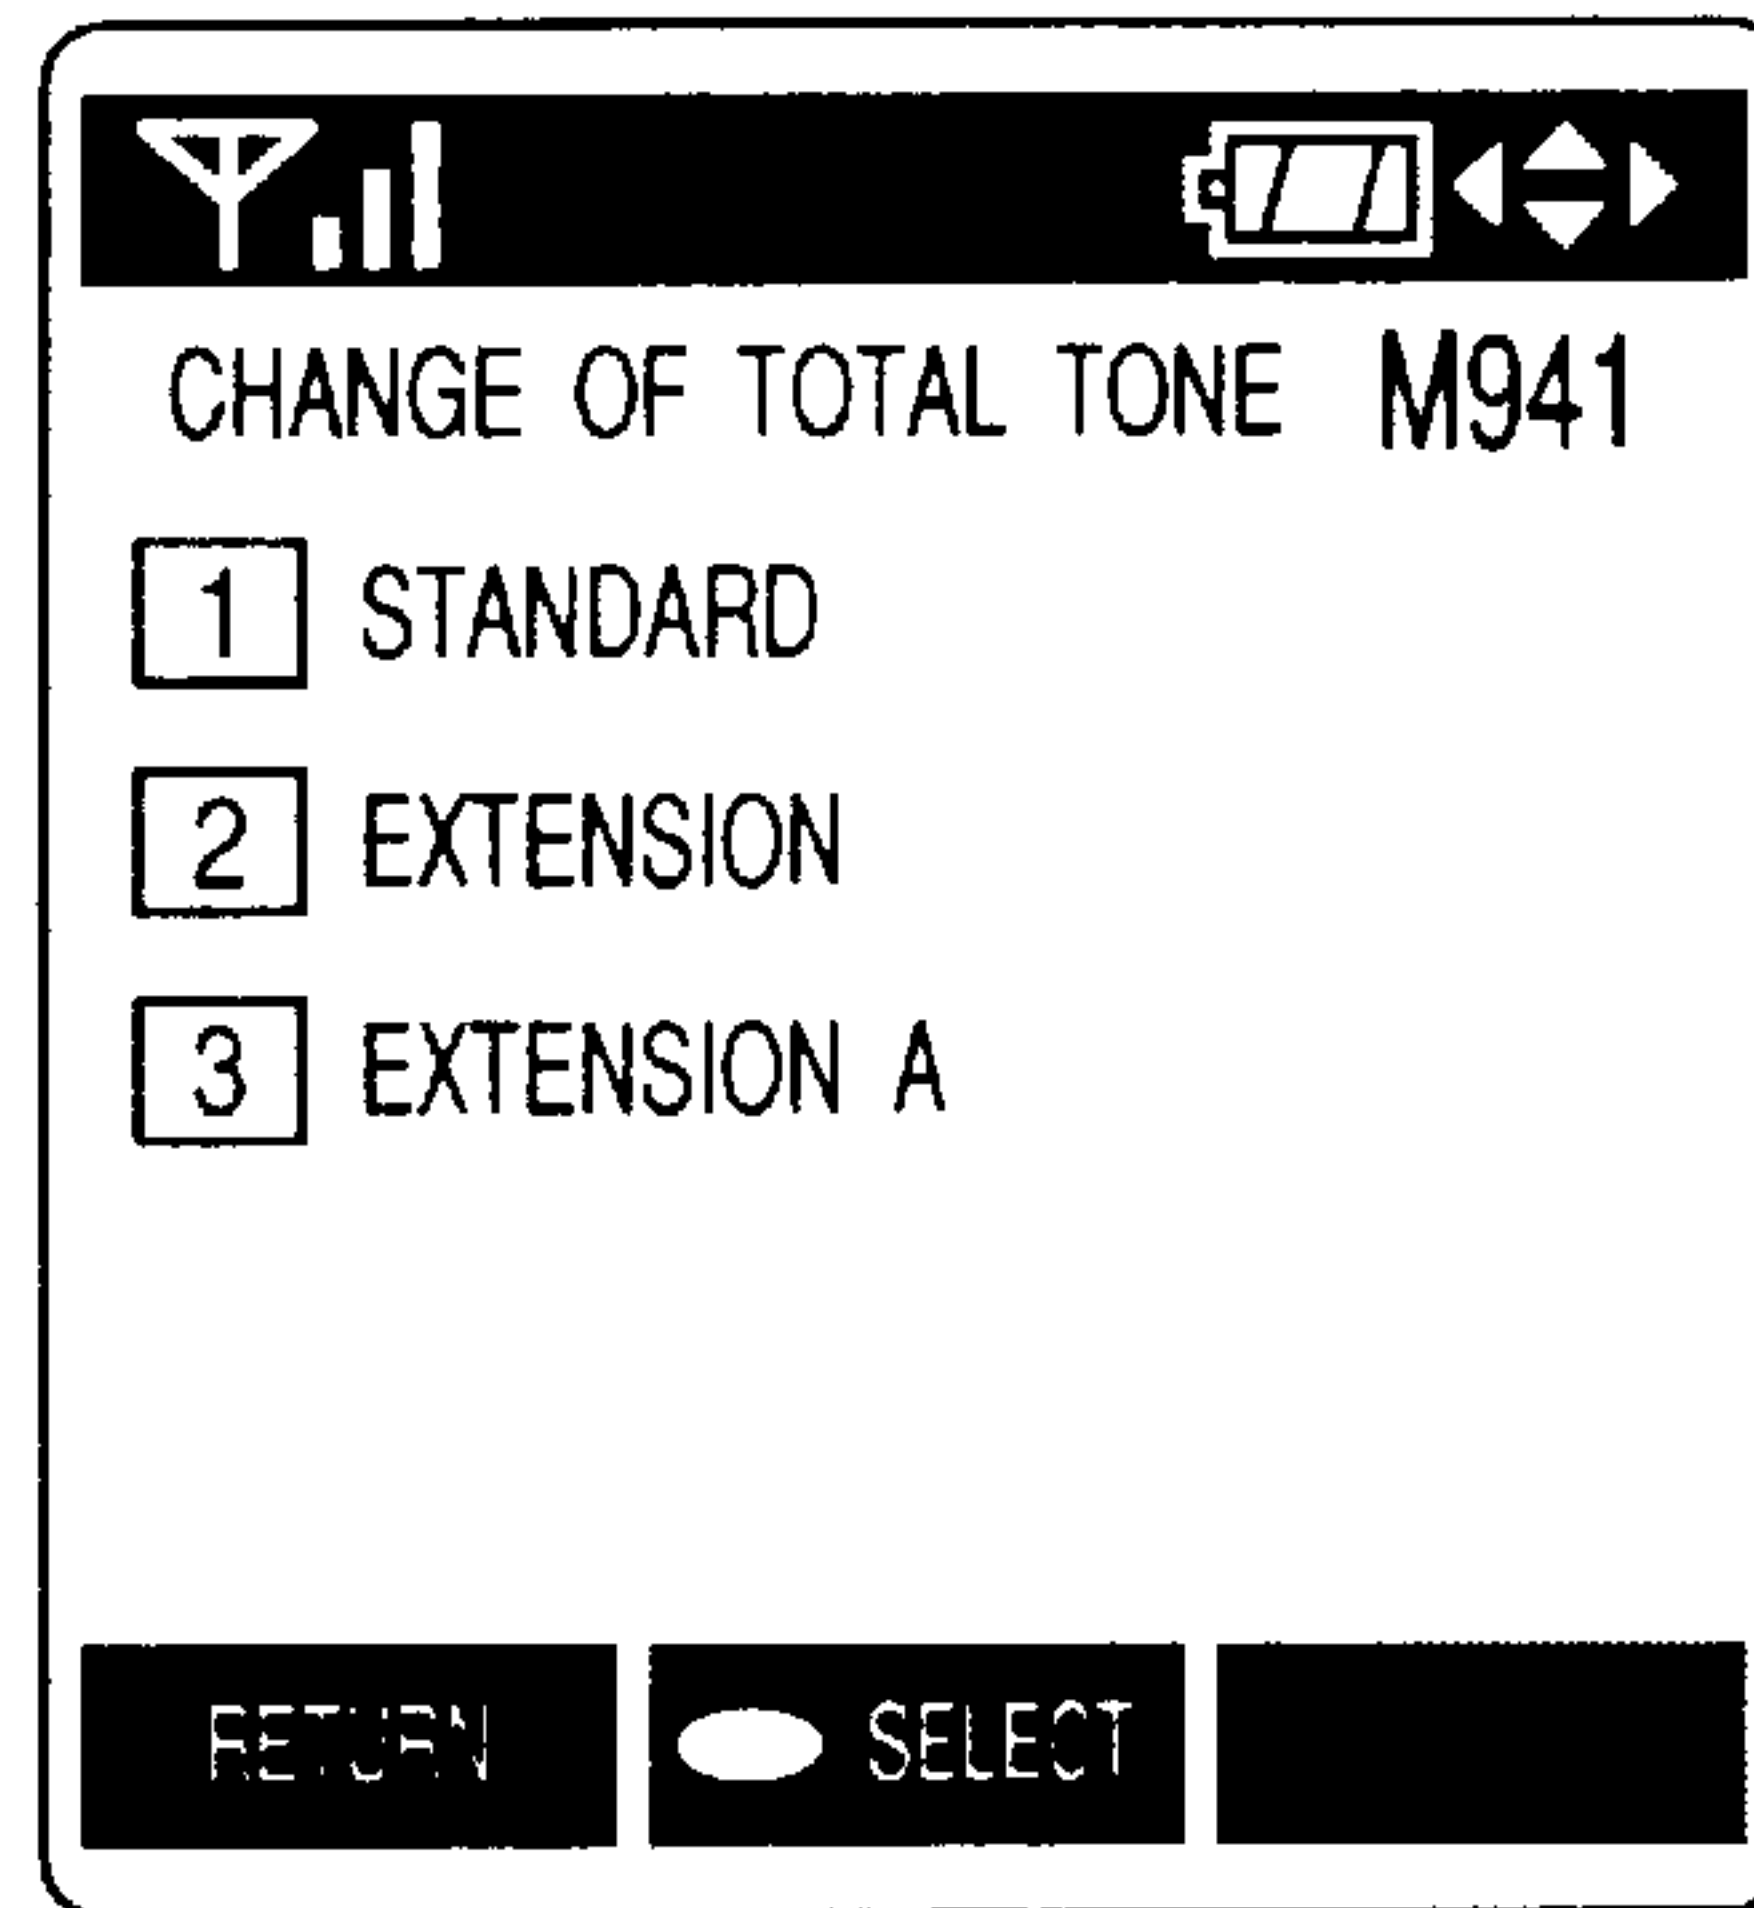 CHANGE OF TOTAL TONE M941
1 STANDARD
2 EXTENSION
3 EXTENSION A
RETURN SELECT